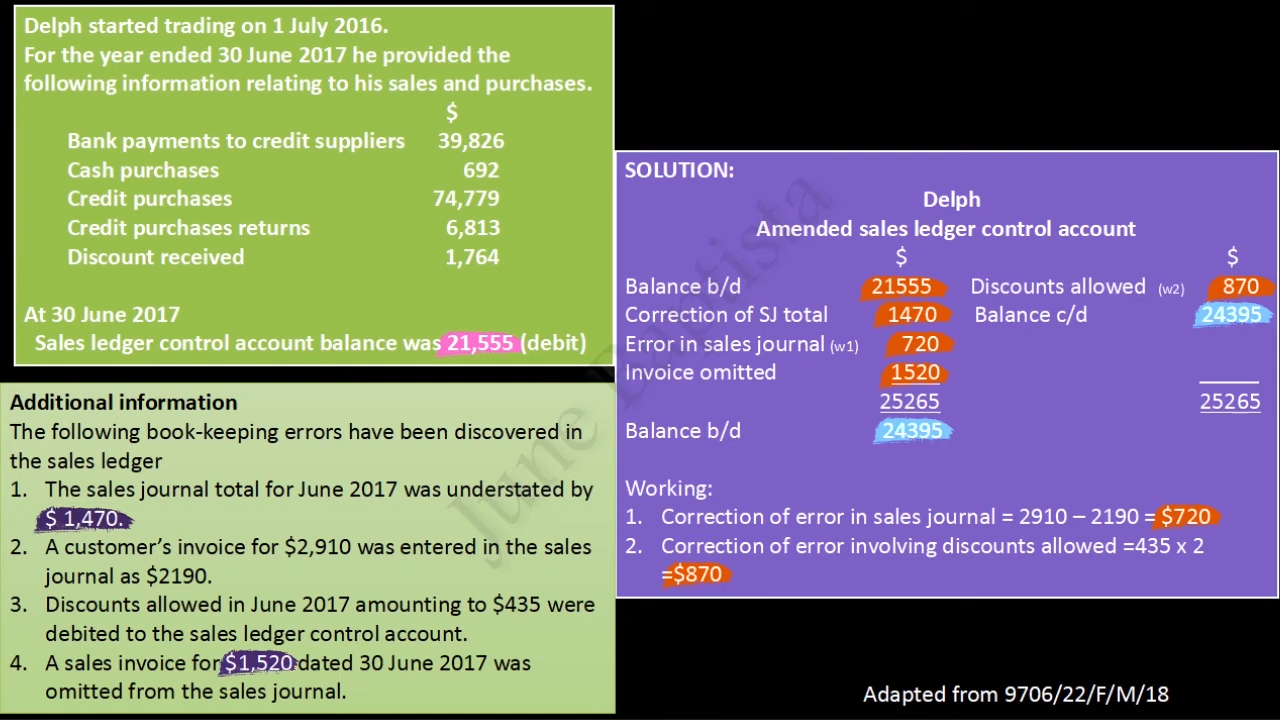 Delph started trading on 1 July 2016.
For the year ended 30 June 2017 he provided the
following information relating to his sales and purchases.
$
Bank payments to credit suppliers 39,826
Cash purchases 692
Credit purchases 74,779
Credit purchases returns 6,813
Discount received 1,764
At 30 June 2017
Sales ledger control account balance was 21,555 (debit)
Additional information
The following book-keeping errors have been discovered in
the sales ledger
1. The sales journal total for June 2017 was understated by
$ 1,470.
2. A customer’s invoice for $2,910 was entered in the sales
journal as $2190.
3. Discounts allowed in June 2017 amounting to $435 were
debited to the sales ledger control account.
4. A sales invoice for $1,520 dated 30 June 2017 was
omitted from the sales journal.
SOLUTION:
Delph
Amended sales ledger control account
$ $
Balance b/d 21555 Discounts allowed (w2) 870
Correction of SJ total 1470 Balance c/d 24395
Error in sales journal (w1) 720
Invoice omitted 1520
25265 25265
Balance b/d 24395
Working:
1. Correction of error in sales journal = 2910 – 2190 = $720
2. Correction of error involving discounts allowed =435 x 2
=$870
Adapted from 9706/22/F/M/18
June Baptista